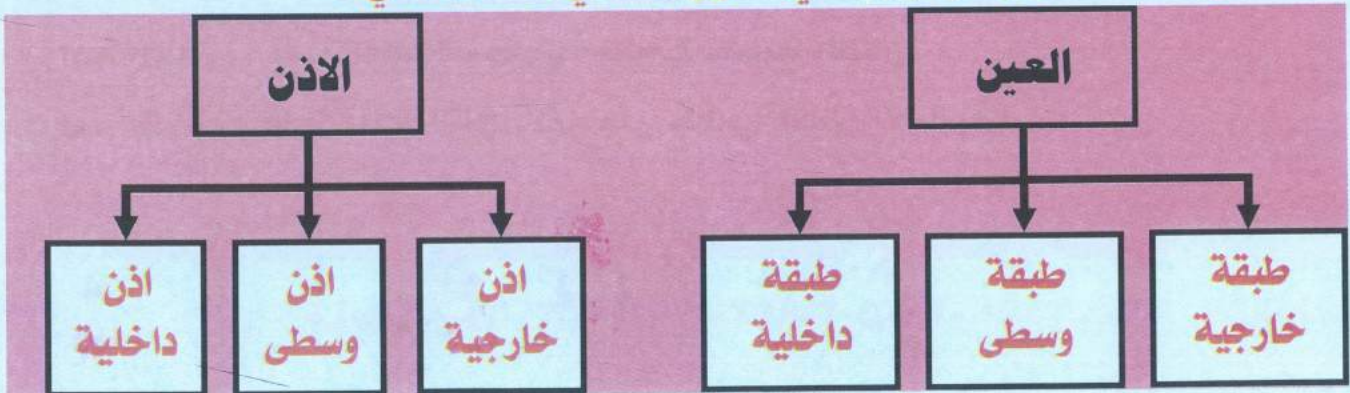 العين
الاذن
طبقة
خارجية
طبقة
وسطى
طبقة
داخلية
اذن
خارجية
اذن
وسطى
اذن
داخلية